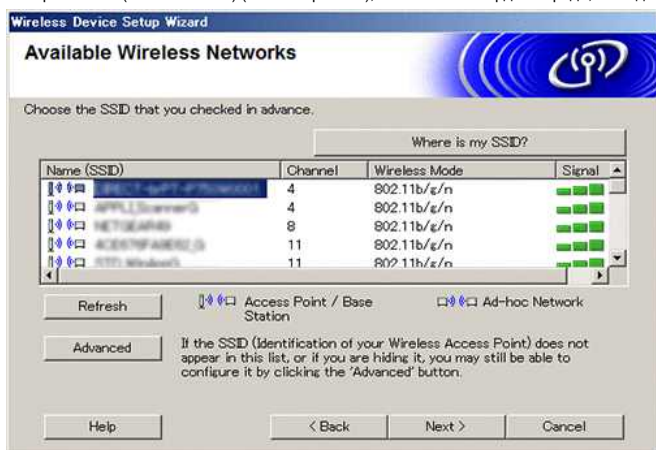 Wireless Device Setup Wizard
Available Wireless Networks
Choose the SSID that you checked in advance.
Where is my SSID?
Name (SSID) Channel Wireless Mode Signal
4 802.11b/g/n
4 802.11b/g/n
8 802.11b/g/n
11 802.11b/g/n
11 802.11b/g/n
Refresh Access Point / Base Station Ad-hoc Network
Advanced If the SSID (Identification of your Wireless Access Point) does not
appear in this list, or if you are hiding it, you may still be able to
configure it by clicking the 'Advanced' button.
Help < Back Next > Cancel